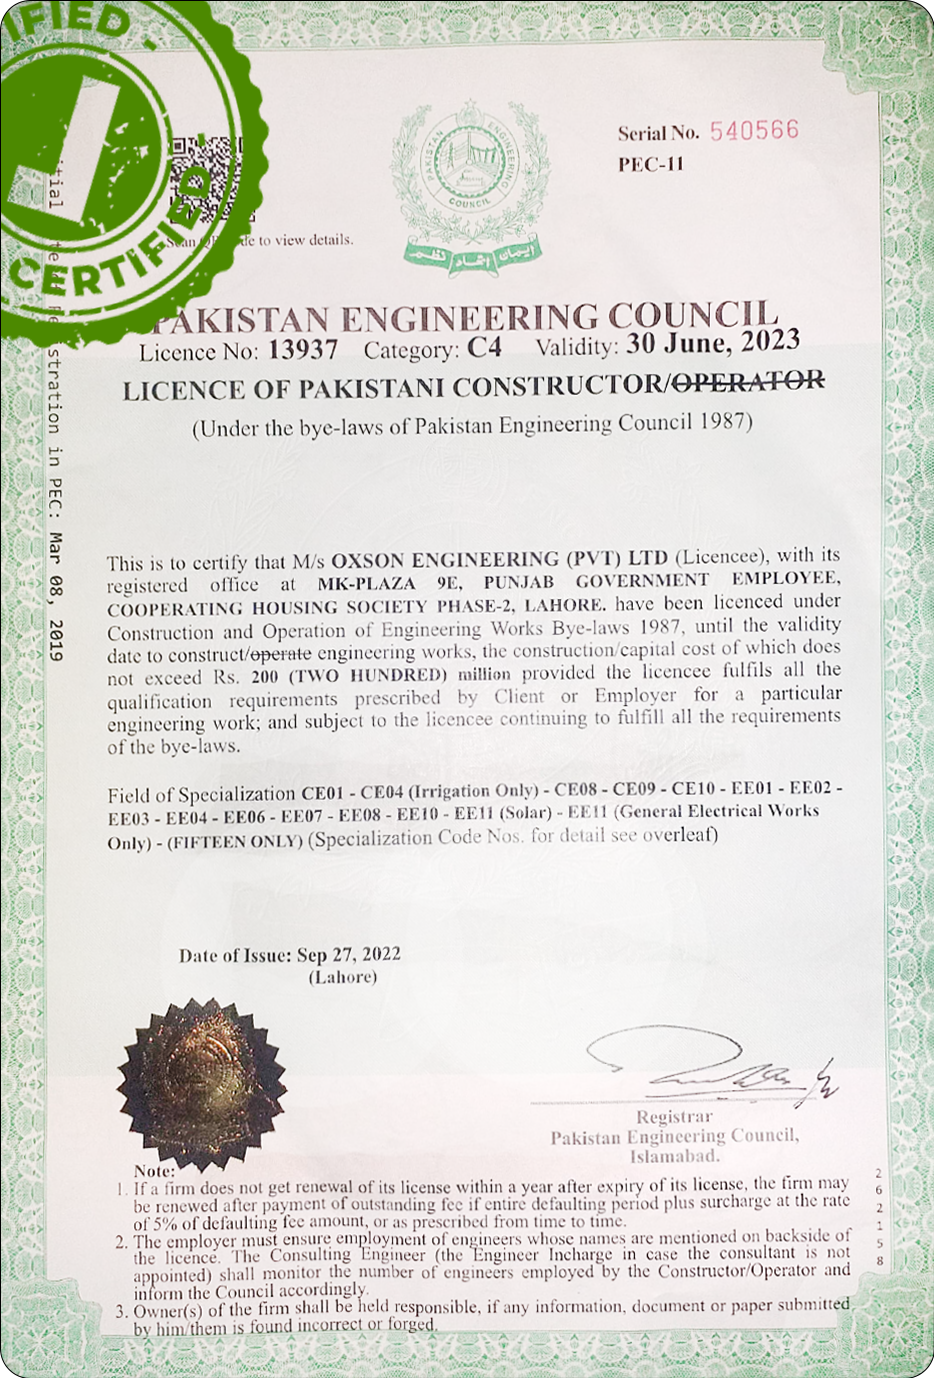 IFIED -
CERTIFIED -
Serial No. 540566
PEC-11
PAKISTAN ENGINEERING
COUNCIL
ایمان اتحاد نظم
to view details.
PAKISTAN ENGINEERING COUNCIL
Licence No: 13937 Category: C4 Validity: 30 June, 2023
LICENCE OF PAKISTANI CONSTRUCTOR/OPERATOR
(Under the bye-laws of Pakistan Engineering Council 1987)
stration in PEC: Mar 08, 2019
This is to certify that M/s OXSON ENGINEERING (PVT) LTD (Licencee), with its
registered office at MK-PLAZA 9E, PUNJAB GOVERNMENT EMPLOYEE,
COOPERATING HOUSING SOCIETY PHASE-2, LAHORE. have been licenced under
Construction and Operation of Engineering Works Bye-laws 1987, until the validity
date to construct/operate engineering works, the construction/capital cost of which does
not exceed Rs. 200 (TWO HUNDRED) million provided the licencee fulfils all the
qualification requirements prescribed by Client or Employer for a particular
engineering work; and subject to the licencee continuing to fulfill all the requirements
of the bye-laws.
Field of Specialization CE01 - CE04 (Irrigation Only) - CE08 - CE09 - CE10 - EE01 - EE02 -
EE03 - EE04 - EE06 - EE07 - EE08 - EE10 - EE11 (Solar) - EE11 (General Electrical Works
Only) - (FIFTEEN ONLY) (Specialization Code Nos. for detail see overleaf)
Date of Issue: Sep 27, 2022
(Lahore)
Registrar
Pakistan Engineering Council,
Islamabad.
Note:
1. If a firm does not get renewal of its license within a year after expiry of its license, the firm may
be renewed after payment of outstanding fee if entire defaulting period plus surcharge at the rate
of 5% of defaulting fee amount, or as prescribed from time to time.
2. The employer must ensure employment of engineers whose names are mentioned on backside of
the licence. The Consulting Engineer (the Engineer Incharge in case the consultant is not
appointed) shall monitor the number of engineers employed by the Constructor/Operator and
inform the Council accordingly.
3. Owner(s) of the firm shall be held responsible, if any information, document or paper submitted
by him/them is found incorrect or forged.
262158